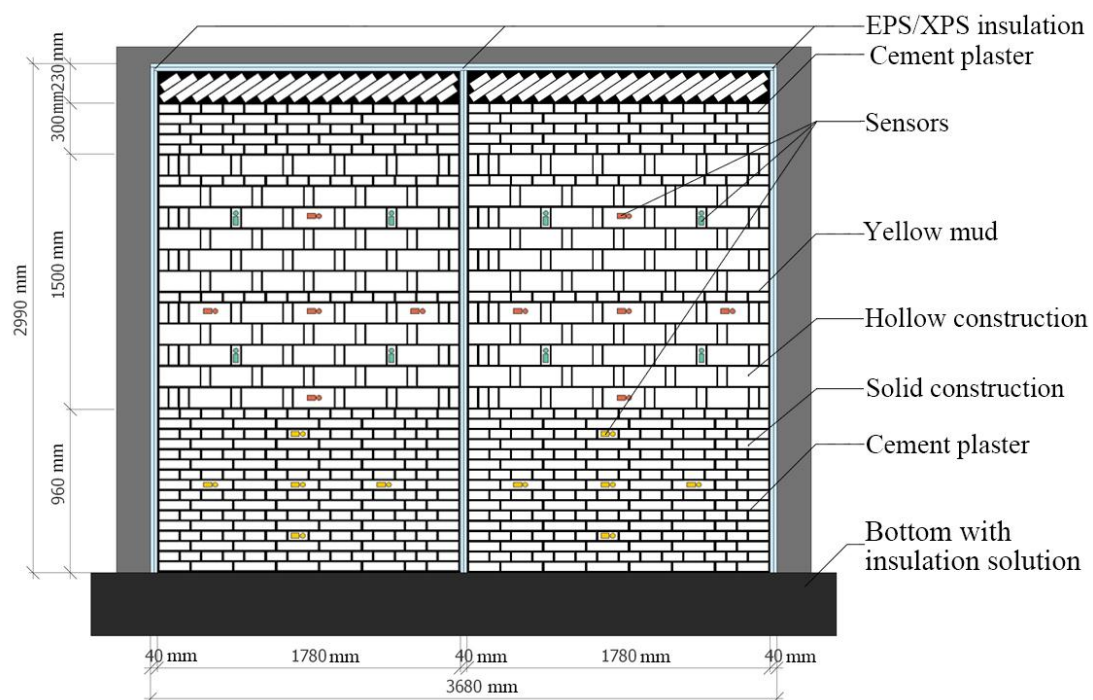 EPS/XPS insulation
Cement plaster
Sensors
Yellow mud
Hollow construction
Solid construction
Cement plaster
Bottom with
insulation solution
230 mm
300mm
1500 mm
960 mm
2990 mm
40 mm 1780 mm 40 mm 1780 mm 40 mm
3680 mm